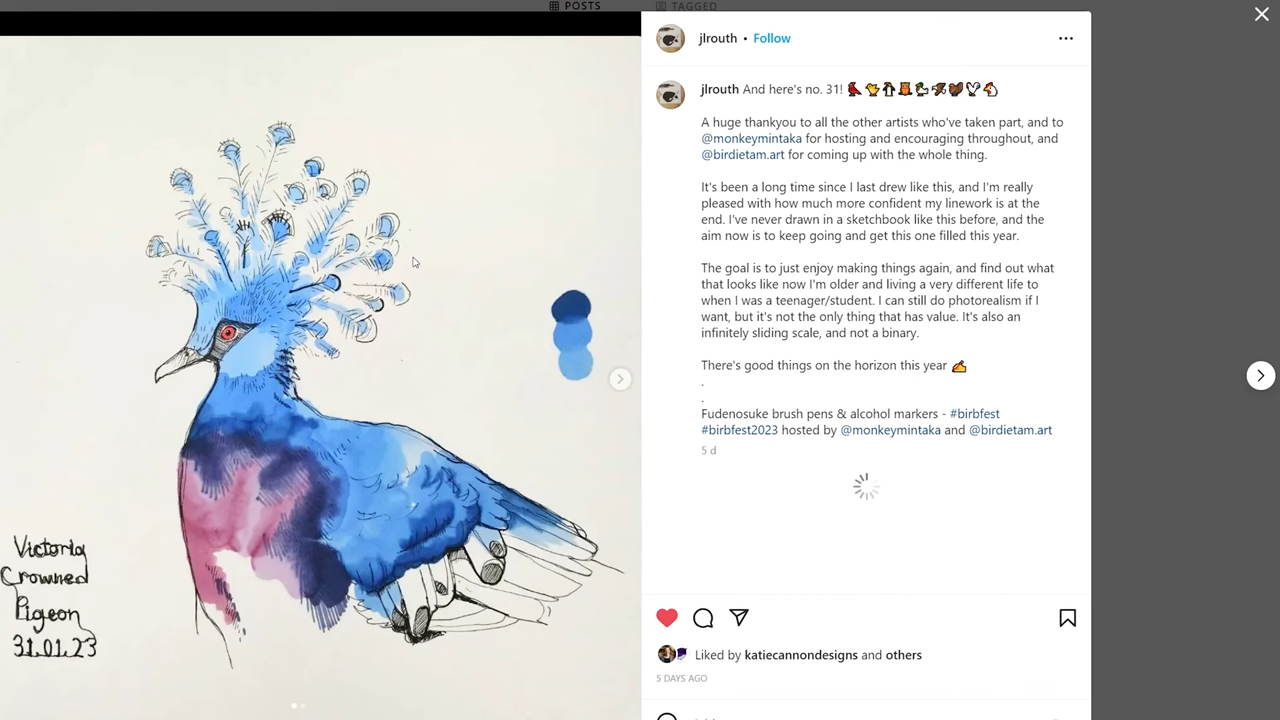 POSTS
TAGGED
jlrouth • Follow
jlrouth And here's no. 31!
A huge thankyou to all the other artists who've taken part, and to
@monkeymintaka for hosting and encouraging throughout, and
@birdietam.art for coming up with the whole thing.
It's been a long time since I last drew like this, and I'm really
pleased with how much more confident my linework is at the
end. I've never drawn in a sketchbook like this before, and the
aim now is to keep going and get this one filled this year.
The goal is to just enjoy making things again, and find out what
that looks like now I'm older and living a very different life to
when I was a teenager/student. I can still do photorealism if I
want, but it's not the only thing that has value. It's also an
infinitely sliding scale, and not a binary.
There's good things on the horizon this year
.
.
Fudenosuke brush pens & alcohol markers - #birbfest
#birbfest2023 hosted by @monkeymintaka and @birdietam.art
5 d
Liked by katiecannondesigns and others
5 DAYS AGO
Victoria
Crowned
Pigeon
31.01.23